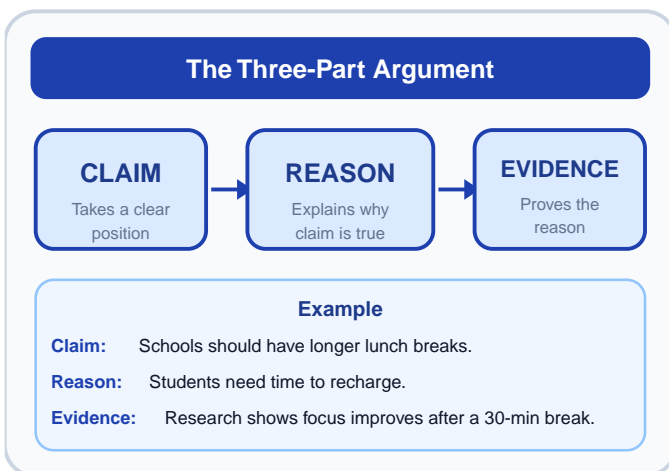 The Three-Part Argument
CLAIM
Takes a clear
position
REASON
Explains why
claim is true
EVIDENCE
Proves the
reason
Example
Claim: Schools should have longer lunch breaks.
Reason: Students need time to recharge.
Evidence: Research shows focus improves after a 30-min break.